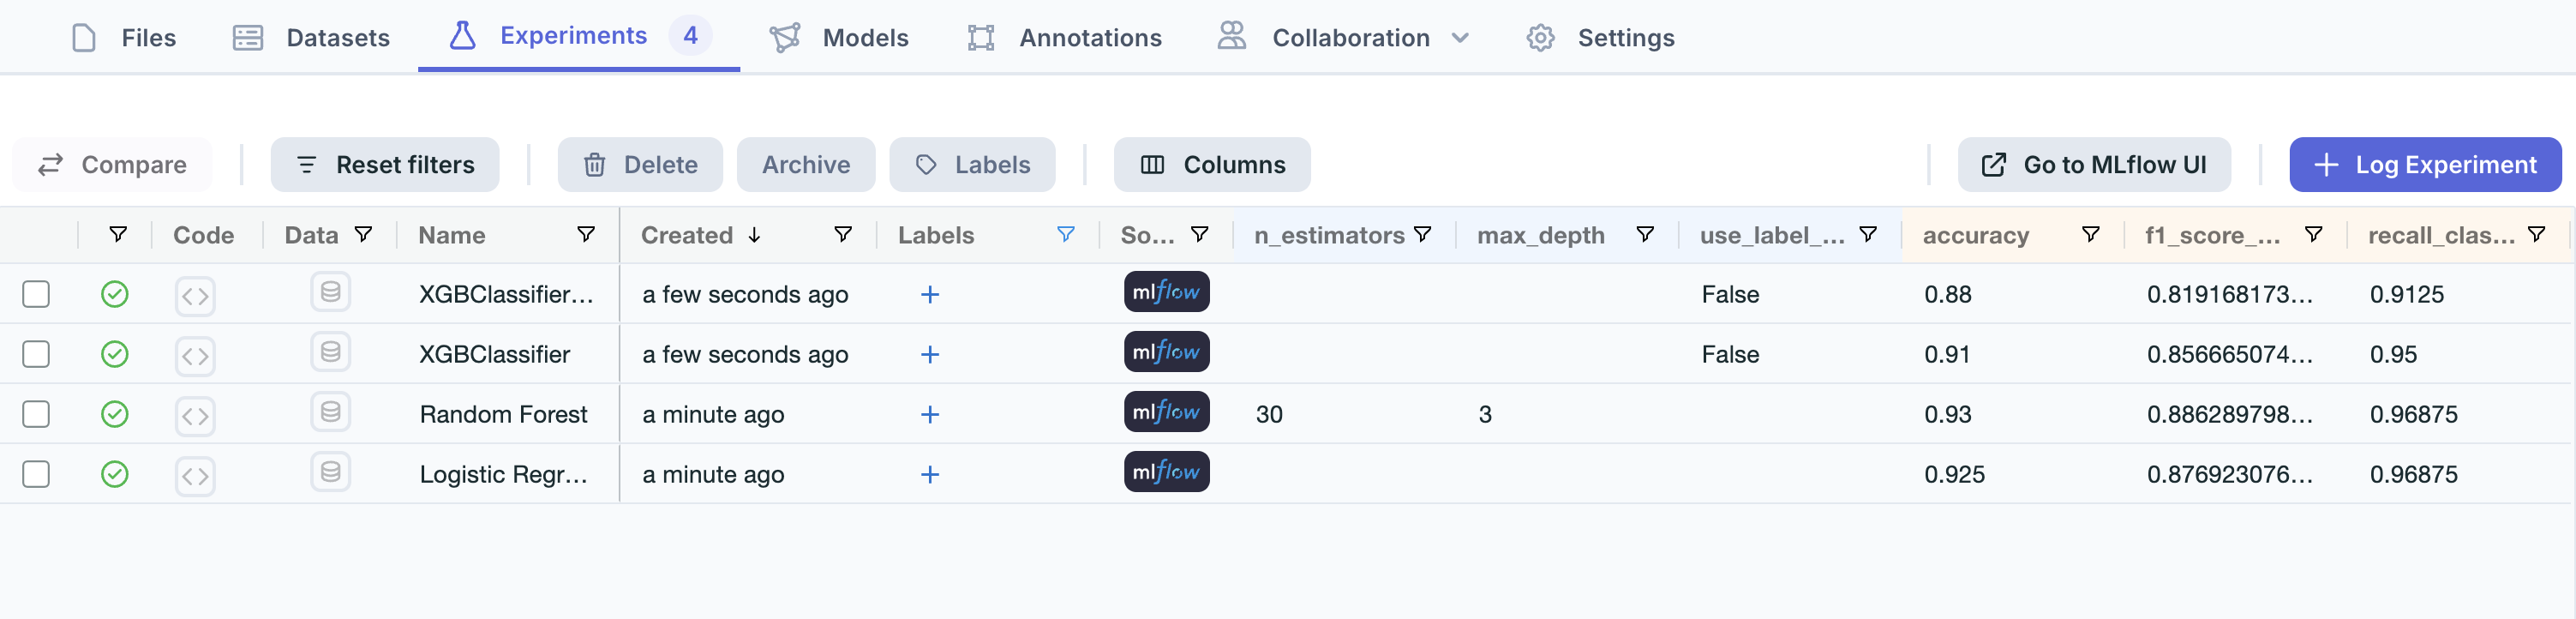 Files Datasets Experiments 4 Models Annotations Collaboration Settings
Compare Reset filters Delete Archive Labels Columns Go to MLflow UI Log Experiment
Code Data Name Created Labels So... n_estimators max_depth use_label_... accuracy f1_score_... recall_clas...
XGBClassifier... a few seconds ago + mlflow False 0.88 0.819168173... 0.9125
XGBClassifier a few seconds ago + mlflow False 0.91 0.856665074... 0.95
Random Forest a minute ago + mlflow 30 3 0.93 0.886289798... 0.96875
Logistic Regr... a minute ago + mlflow 0.925 0.876923076... 0.96875